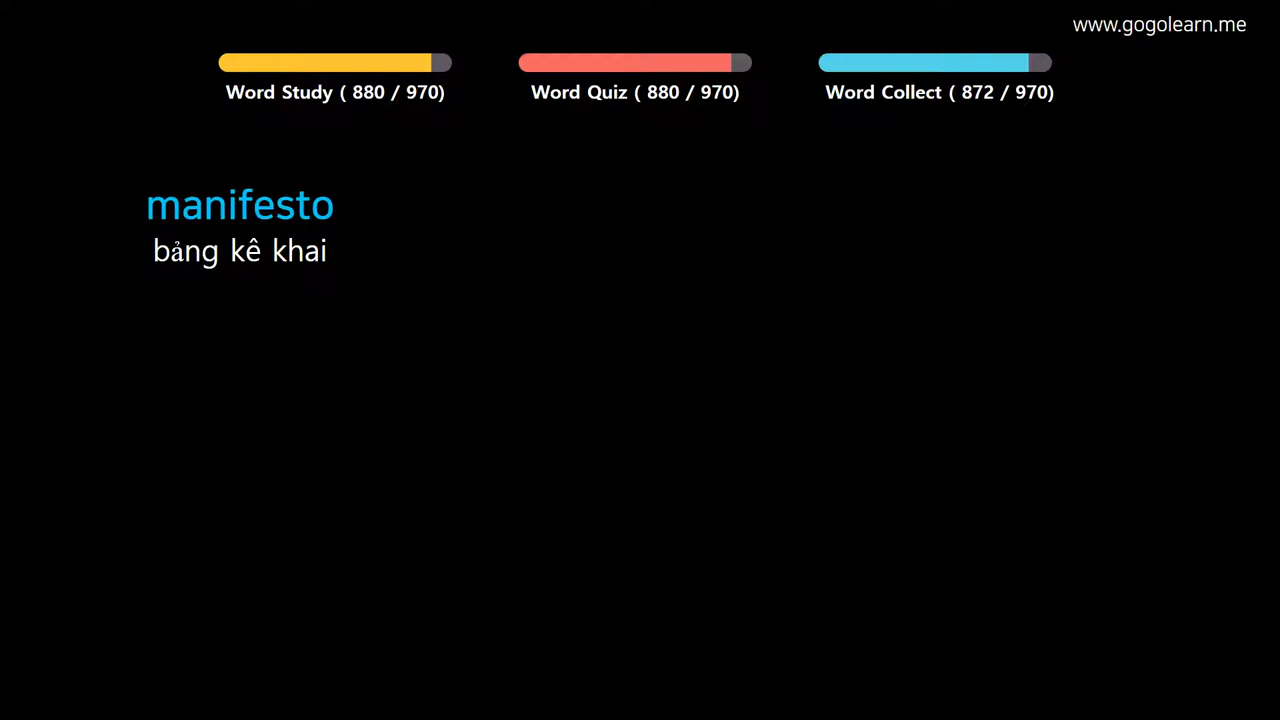 www.gogolearn.me
Word Study ( 880 / 970)
Word Quiz ( 880 / 970)
Word Collect ( 872 / 970)
manifesto
bảng kê khai